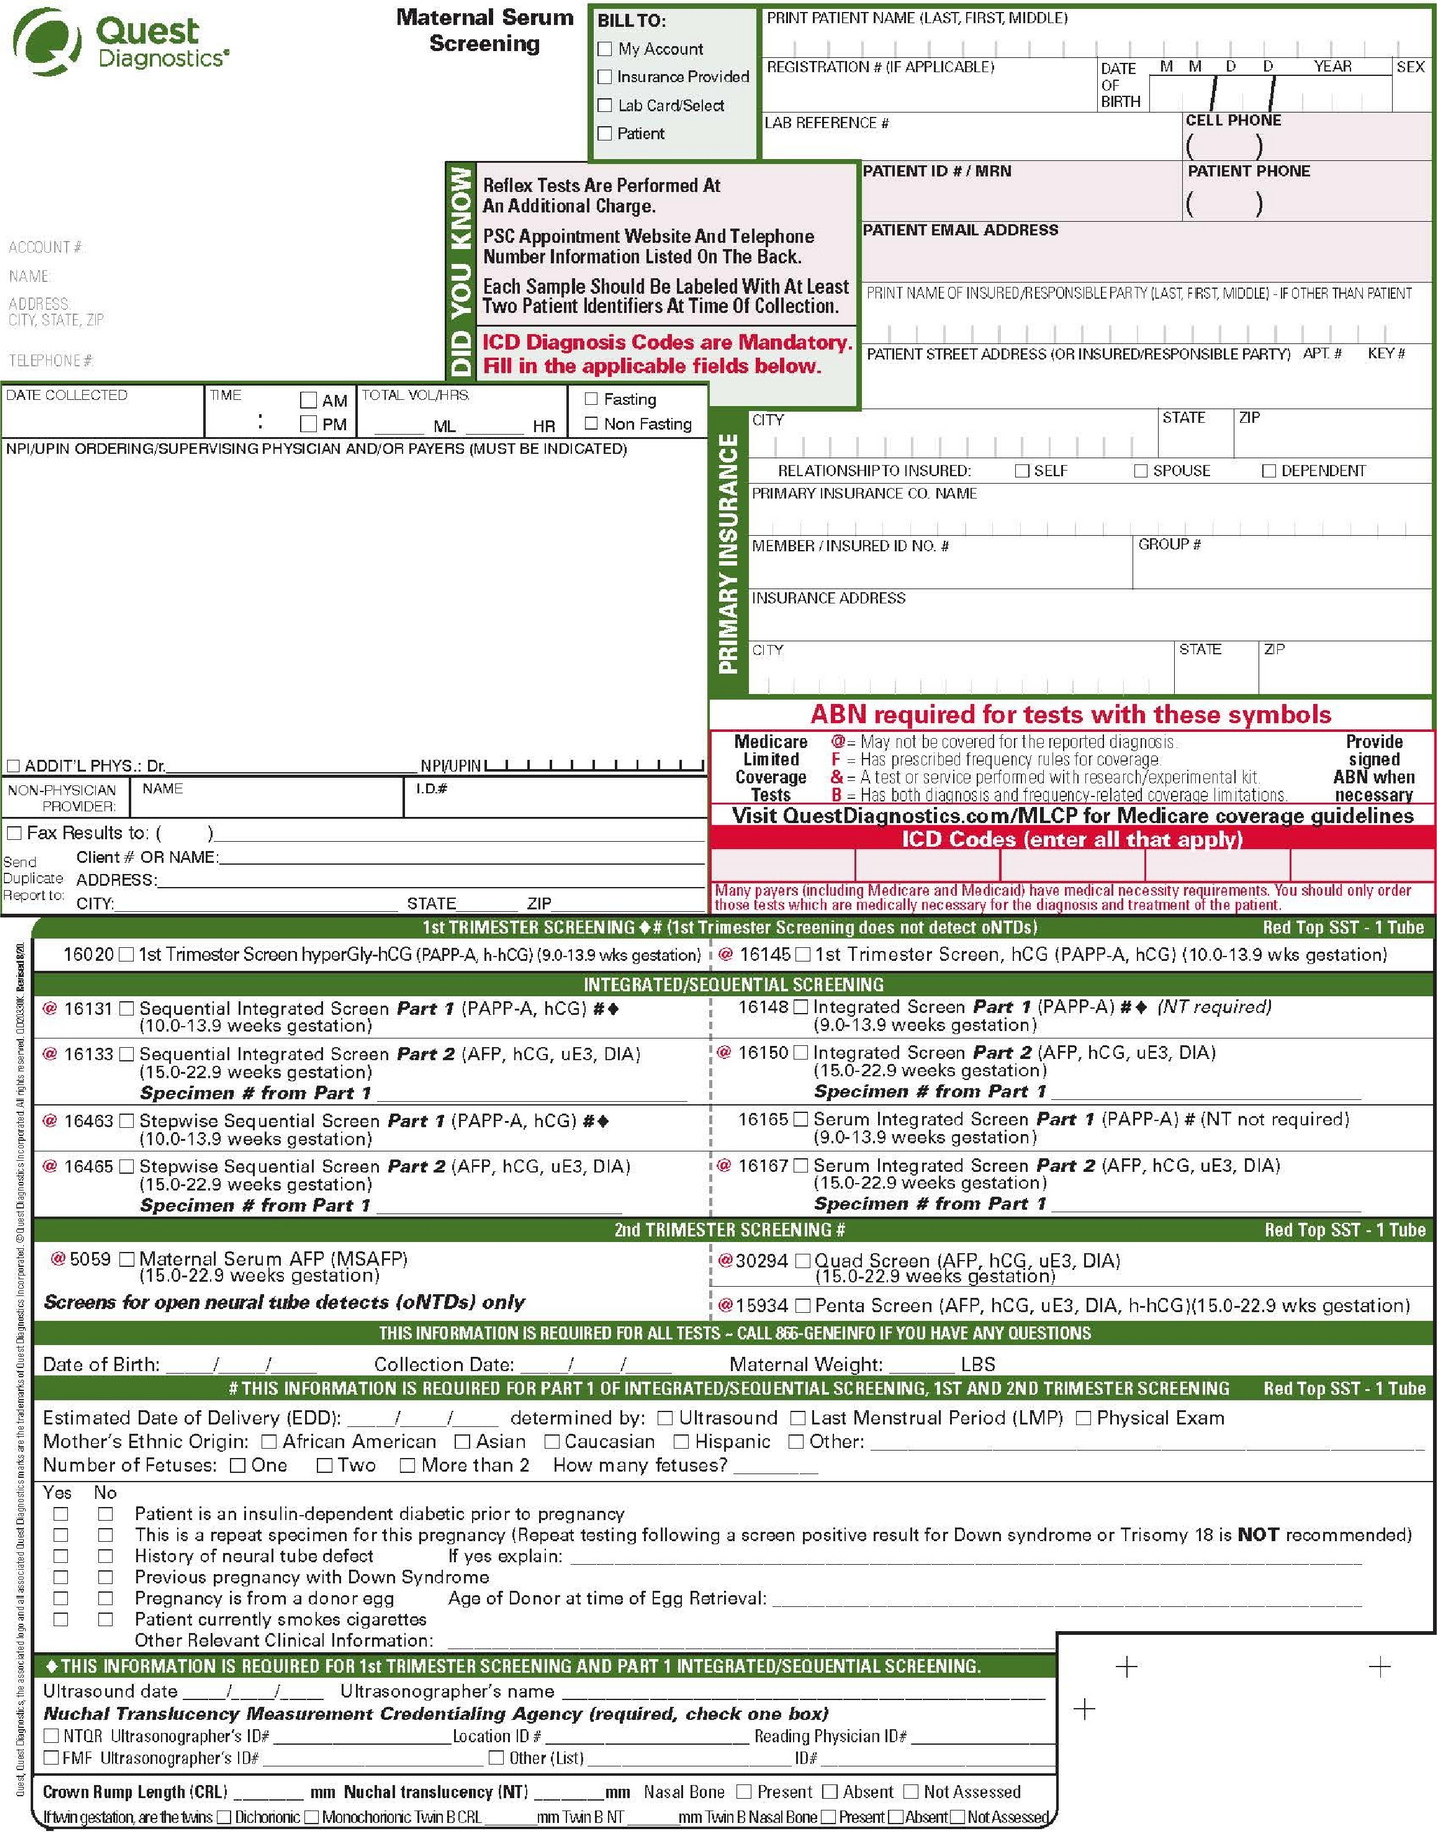 Quest
Diagnostics®
Maternal Serum
Screening
BILL TO:
☐ My Account
☐ Insurance Provided
☐ Lab Card/Select
☐ Patient
PRINT PATIENT NAME (LAST, FIRST, MIDDLE)
REGISTRATION # (IF APPLICABLE)
DATE OF BIRTH
M M D D YEAR
SEX
LAB REFERENCE #
CELL PHONE
( )
PATIENT ID # / MRN
PATIENT PHONE
( )
PATIENT EMAIL ADDRESS
PRINT NAME OF INSURED/RESPONSIBLE PARTY (LAST, FIRST, MIDDLE) - IF OTHER THAN PATIENT
PATIENT STREET ADDRESS (OR INSURED/RESPONSIBLE PARTY) APT. # KEY #
DID YOU KNOW
Reflex Tests Are Performed At
An Additional Charge.
PSC Appointment Website And Telephone
Number Information Listed On The Back.
Each Sample Should Be Labeled With At Least
Two Patient Identifiers At Time Of Collection.
ICD Diagnosis Codes are Mandatory.
Fill in the applicable fields below.
ACCOUNT #:
NAME:
ADDRESS:
CITY, STATE, ZIP
TELEPHONE #:
DATE COLLECTED
TIME
:
☐ AM
☐ PM
TOTAL VOL/HRS.
______ ML ______ HR
☐ Fasting
☐ Non Fasting
NPI/UPIN ORDERING/SUPERVISING PHYSICIAN AND/OR PAYERS (MUST BE INDICATED)
☐ ADDIT'L PHYS.: Dr. NPI/UPIN
NON-PHYSICIAN
PROVIDER:
NAME
I.D.#
☐ Fax Results to: ( )
Send
Duplicate
Report to:
Client # OR NAME:
ADDRESS:
CITY: STATE ZIP
PRIMARY INSURANCE
CITY STATE ZIP
RELATIONSHIP TO INSURED: ☐ SELF ☐ SPOUSE ☐ DEPENDENT
PRIMARY INSURANCE CO. NAME
MEMBER / INSURED ID NO. # GROUP #
INSURANCE ADDRESS
CITY STATE ZIP
ABN required for tests with these symbols
Medicare
Limited
Coverage
Tests
@ = May not be covered for the reported diagnosis.
F = Has prescribed frequency rules for coverage.
& = A test or service performed with research/experimental kit.
B = Has both diagnosis and frequency-related coverage limitations.
Provide
signed
ABN when
necessary
Visit QuestDiagnostics.com/MLCP for Medicare coverage guidelines
ICD Codes (enter all that apply)
Many payers (including Medicare and Medicaid) have medical necessity requirements. You should only order
those tests which are medically necessary for the diagnosis and treatment of the patient.
1st TRIMESTER SCREENING ♦# (1st Trimester Screening does not detect oNTDs) Red Top SST - 1 Tube
16020 ☐ 1st Trimester Screen hyperGly-hCG (PAPP-A, h-hCG) (9.0-13.9 wks gestation)
@ 16145 ☐ 1st Trimester Screen, hCG (PAPP-A, hCG) (10.0-13.9 wks gestation)
INTEGRATED/SEQUENTIAL SCREENING
@ 16131 ☐ Sequential Integrated Screen Part 1 (PAPP-A, hCG) #♦
(10.0-13.9 weeks gestation)
16148 ☐ Integrated Screen Part 1 (PAPP-A) #♦ (NT required)
(9.0-13.9 weeks gestation)
@ 16133 ☐ Sequential Integrated Screen Part 2 (AFP, hCG, uE3, DIA)
(15.0-22.9 weeks gestation)
Specimen # from Part 1
@ 16150 ☐ Integrated Screen Part 2 (AFP, hCG, uE3, DIA)
(15.0-22.9 weeks gestation)
Specimen # from Part 1
@ 16463 ☐ Stepwise Sequential Screen Part 1 (PAPP-A, hCG) #♦
(10.0-13.9 weeks gestation)
16165 ☐ Serum Integrated Screen Part 1 (PAPP-A) # (NT not required)
(9.0-13.9 weeks gestation)
@ 16465 ☐ Stepwise Sequential Screen Part 2 (AFP, hCG, uE3, DIA)
(15.0-22.9 weeks gestation)
Specimen # from Part 1
@ 16167 ☐ Serum Integrated Screen Part 2 (AFP, hCG, uE3, DIA)
(15.0-22.9 weeks gestation)
Specimen # from Part 1
2nd TRIMESTER SCREENING # Red Top SST - 1 Tube
@ 5059 ☐ Maternal Serum AFP (MSAFP)
(15.0-22.9 weeks gestation)
Screens for open neural tube detects (oNTDs) only
@30294 ☐ Quad Screen (AFP, hCG, uE3, DIA)
(15.0-22.9 weeks gestation)
@15934 ☐ Penta Screen (AFP, hCG, uE3, DIA, h-hCG)(15.0-22.9 wks gestation)
THIS INFORMATION IS REQUIRED FOR ALL TESTS ~ CALL 866-GENEINFO IF YOU HAVE ANY QUESTIONS
Date of Birth: ____/____/____ Collection Date: ____/____/____ Maternal Weight: ______ LBS
# THIS INFORMATION IS REQUIRED FOR PART 1 OF INTEGRATED/SEQUENTIAL SCREENING, 1ST AND 2ND TRIMESTER SCREENING Red Top SST - 1 Tube
Estimated Date of Delivery (EDD): ____/____/____ determined by: ☐ Ultrasound ☐ Last Menstrual Period (LMP) ☐ Physical Exam
Mother's Ethnic Origin: ☐ African American ☐ Asian ☐ Caucasian ☐ Hispanic ☐ Other:
Number of Fetuses: ☐ One ☐ Two ☐ More than 2 How many fetuses?
Yes No
☐ ☐ Patient is an insulin-dependent diabetic prior to pregnancy
☐ ☐ This is a repeat specimen for this pregnancy (Repeat testing following a screen positive result for Down syndrome or Trisomy 18 is NOT recommended)
☐ ☐ History of neural tube defect If yes explain:
☐ ☐ Previous pregnancy with Down Syndrome
☐ ☐ Pregnancy is from a donor egg Age of Donor at time of Egg Retrieval:
☐ ☐ Patient currently smokes cigarettes
Other Relevant Clinical Information:
♦ THIS INFORMATION IS REQUIRED FOR 1st TRIMESTER SCREENING AND PART 1 INTEGRATED/SEQUENTIAL SCREENING.
Ultrasound date ____/____/____ Ultrasonographer's name
Nuchal Translucency Measurement Credentialing Agency (required, check one box)
☐ NTQR Ultrasonographer's ID# Location ID # Reading Physician ID#
☐ FMF Ultrasonographer's ID# ☐ Other (List) ID#
Crown Rump Length (CRL) ________ mm Nuchal translucency (NT) ________mm Nasal Bone ☐ Present ☐ Absent ☐ Not Assessed
If twin gestation, are the twins ☐ Dichorionic ☐ Monochorionic Twin B CRL ______mm Twin B NT ______mm Twin B Nasal Bone ☐ Present ☐ Absent ☐ Not Assessed
Quest, Quest Diagnostics, the associated logo and all associated Quest Diagnostics marks are the trademarks of Quest Diagnostics Incorporated. © Quest Diagnostics Incorporated. All rights reserved.